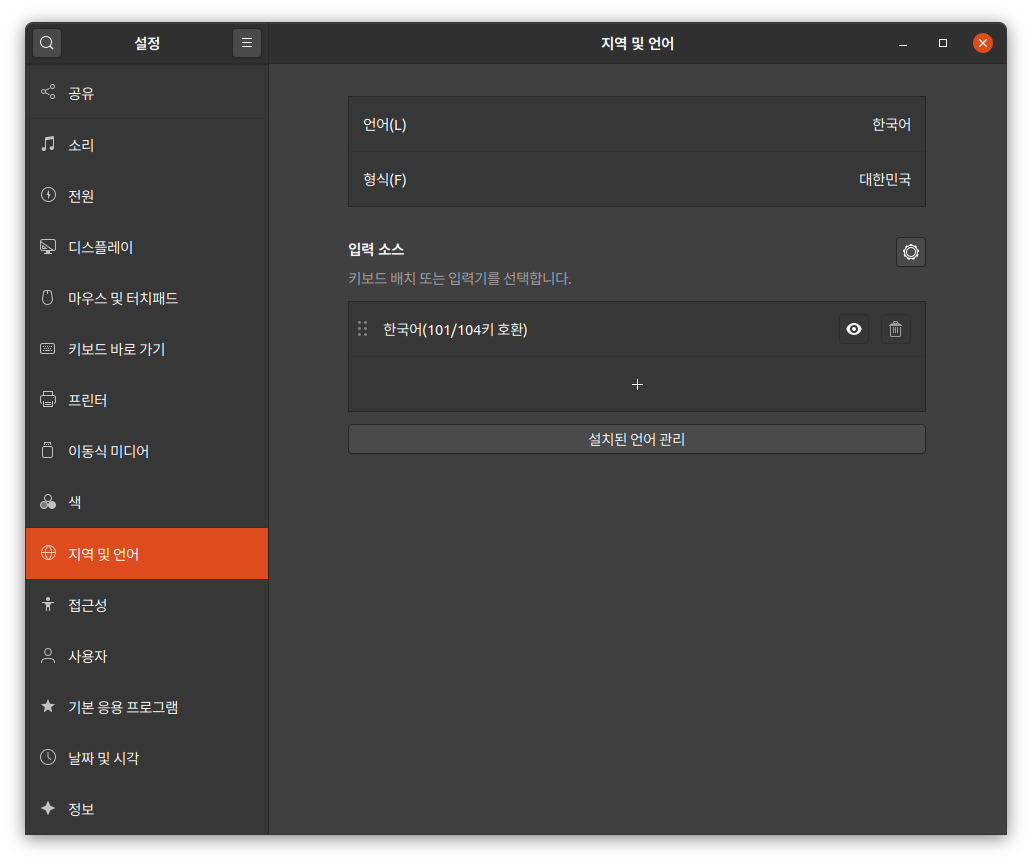 설정
지역 및 언어
공유
소리
전원
디스플레이
마우스 및 터치패드
키보드 바로 가기
프린터
이동식 미디어
색
지역 및 언어
접근성
사용자
기본 응용 프로그램
날짜 및 시각
정보
언어(L) 한국어
형식(F) 대한민국
입력 소스
키보드 배치 또는 입력기를 선택합니다.
한국어(101/104키 호환)
설치된 언어 관리